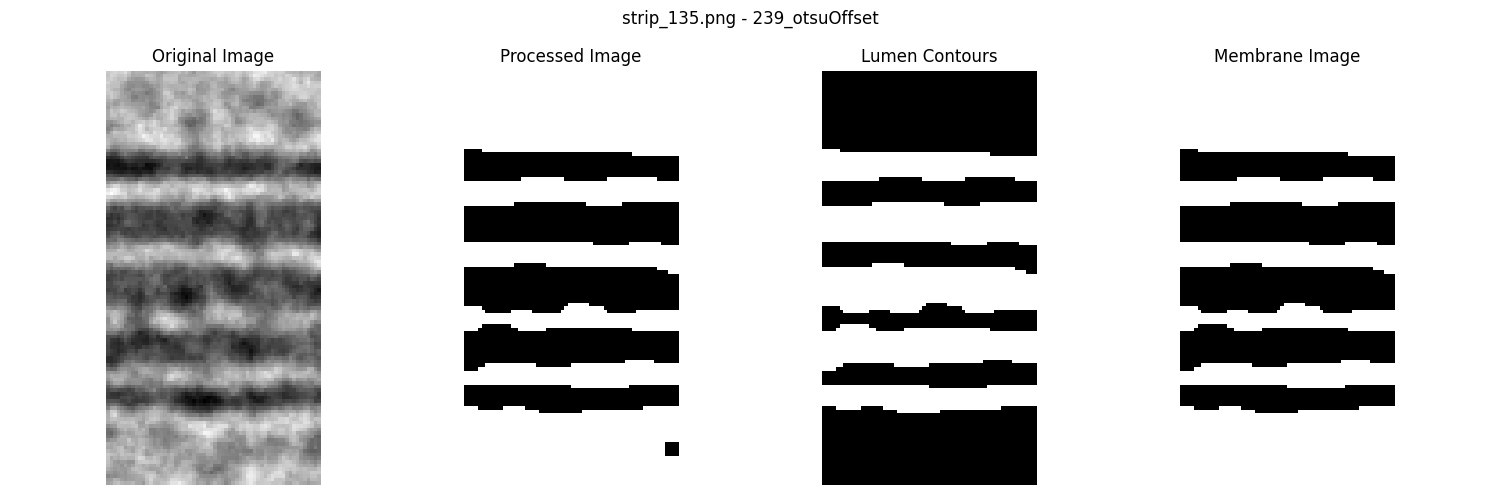 strip_135.png - 239_otsuOffset
Original Image
Processed Image
Lumen Contours
Membrane Image